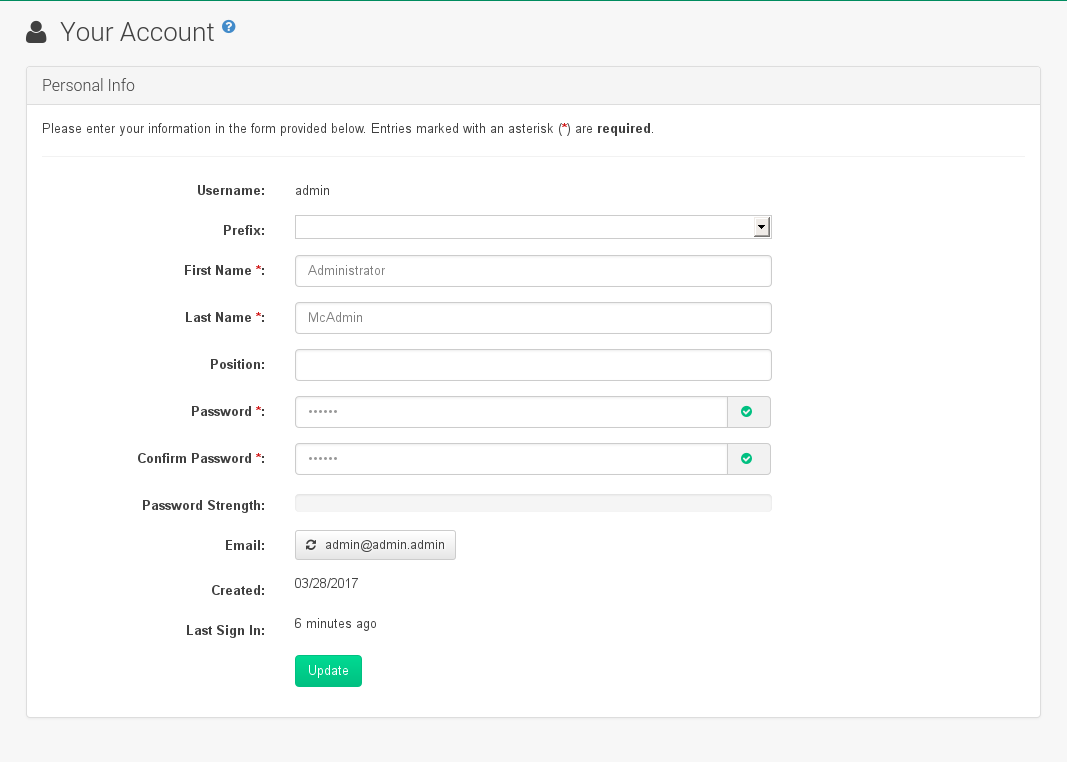 Your Account ?
Personal Info
Please enter your information in the form provided below. Entries marked with an asterisk (*) are required.
Username: admin
Prefix:
First Name *: Administrator
Last Name *: McAdmin
Position:
Password *: ••••••
Confirm Password *: ••••••
Password Strength:
Email: admin@admin.admin
Created: 03/28/2017
Last Sign In: 6 minutes ago
Update